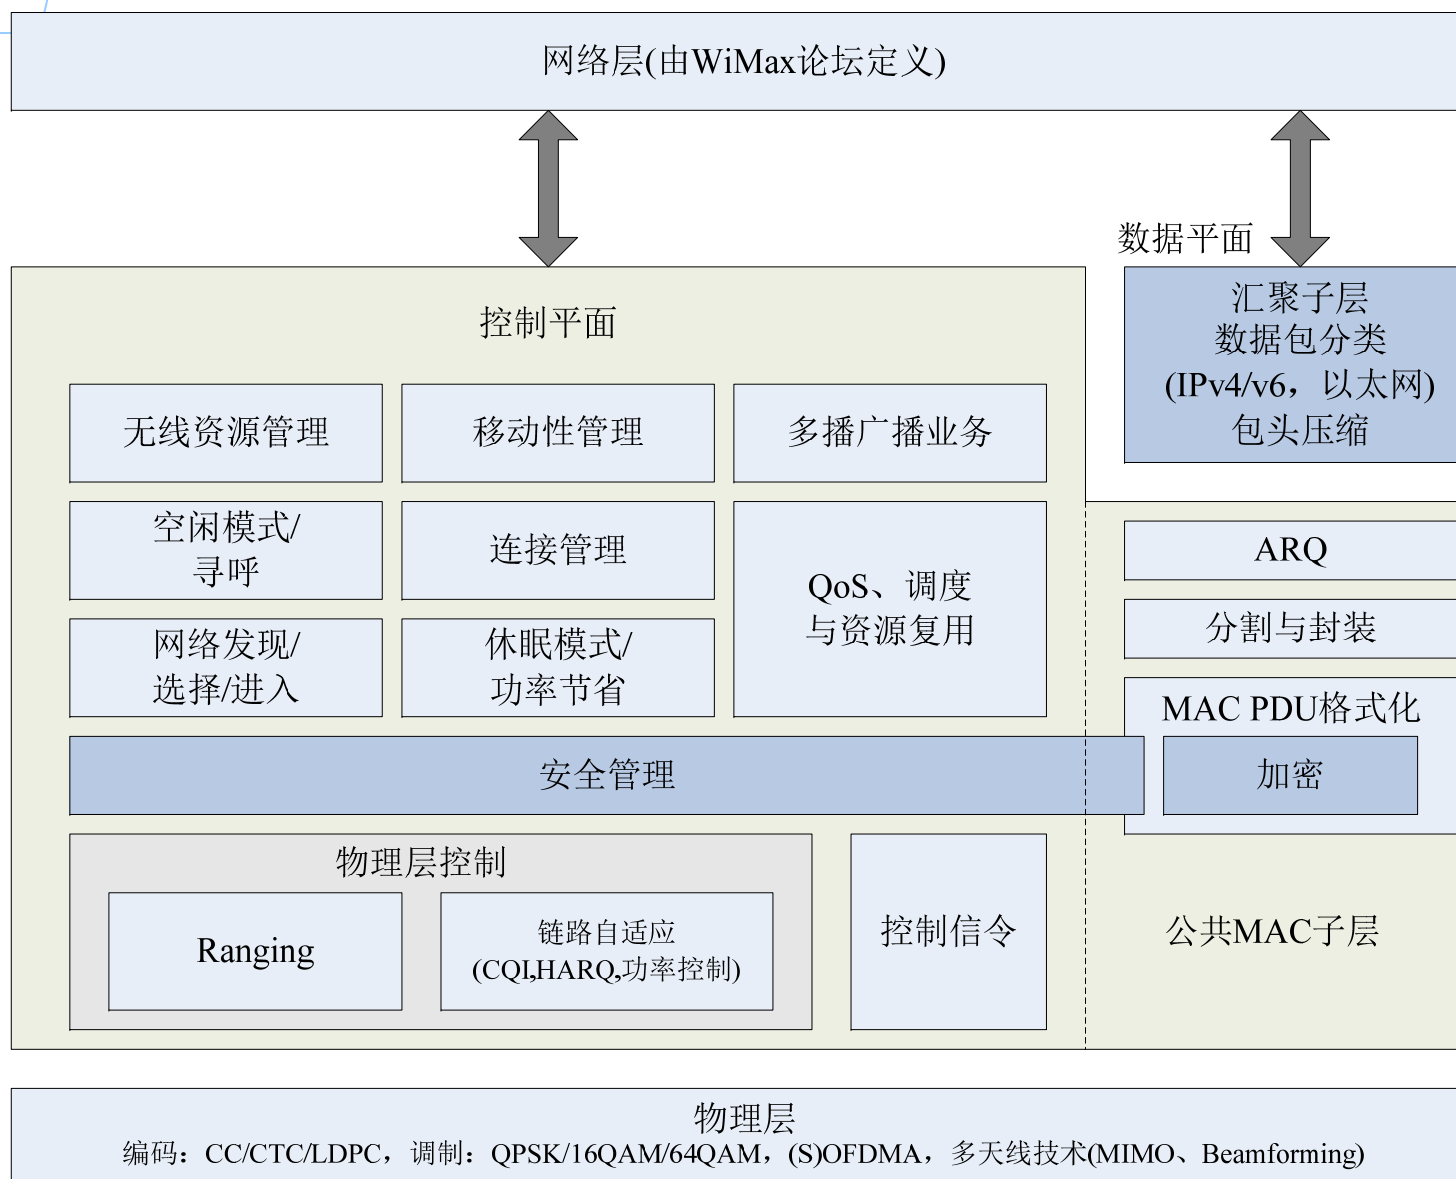 网络层(由WiMax论坛定义)
数据平面
控制平面
汇聚子层
数据包分类
(IPv4/v6，以太网)
包头压缩
无线资源管理
移动性管理
多播广播业务
空闲模式/
寻呼
连接管理
QoS、调度
与资源复用
网络发现/
选择/进入
休眠模式/
功率节省
ARQ
分割与封装
MAC PDU格式化
安全管理
加密
物理层控制
Ranging
链路自适应
(CQI,HARQ,功率控制)
控制信令
公共MAC子层
物理层
编码：CC/CTC/LDPC，调制：QPSK/16QAM/64QAM，(S)OFDMA，多天线技术(MIMO、Beamforming)